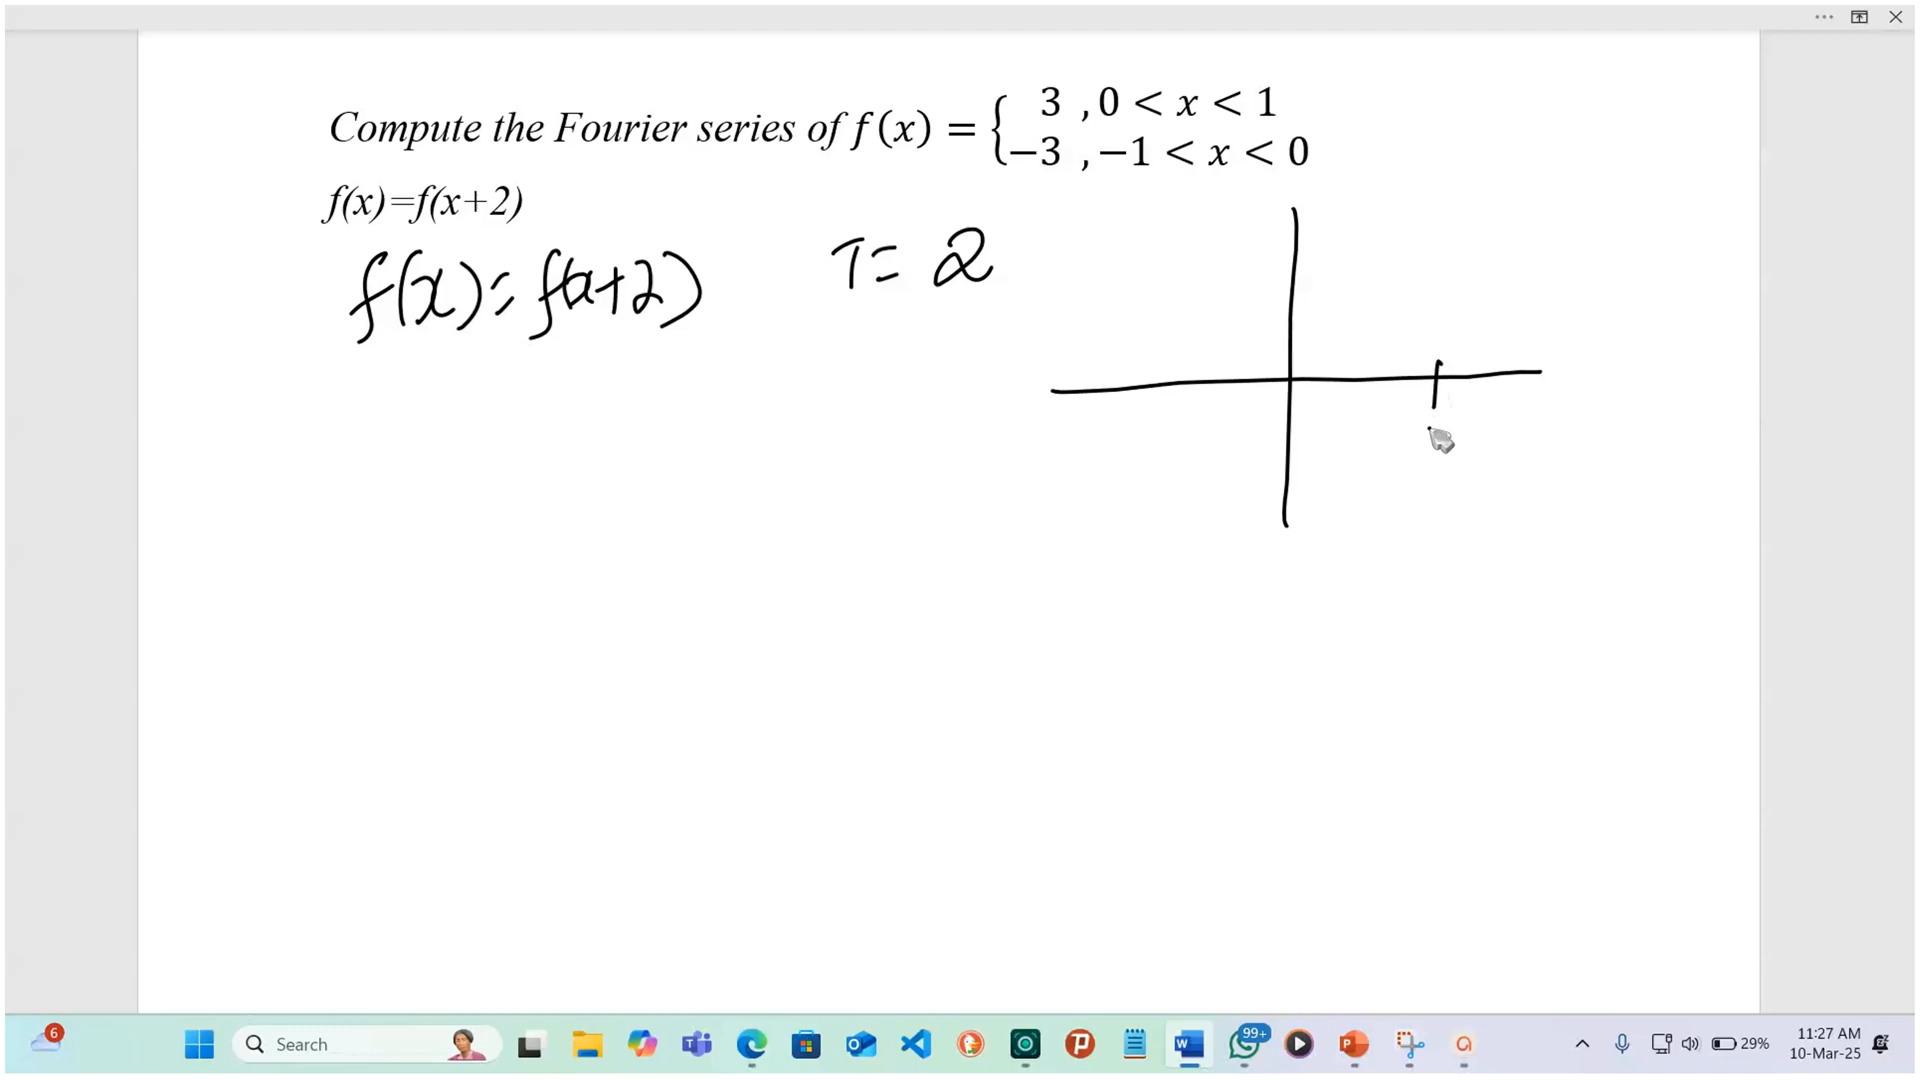 Compute the Fourier series of f(x) = { 3 , 0 < x < 1
−3 , −1 < x < 0
f(x)=f(x+2)
f(x) = f(x+2) T = 2
6
Search
99+
29%
11:27 AM
10-Mar-25